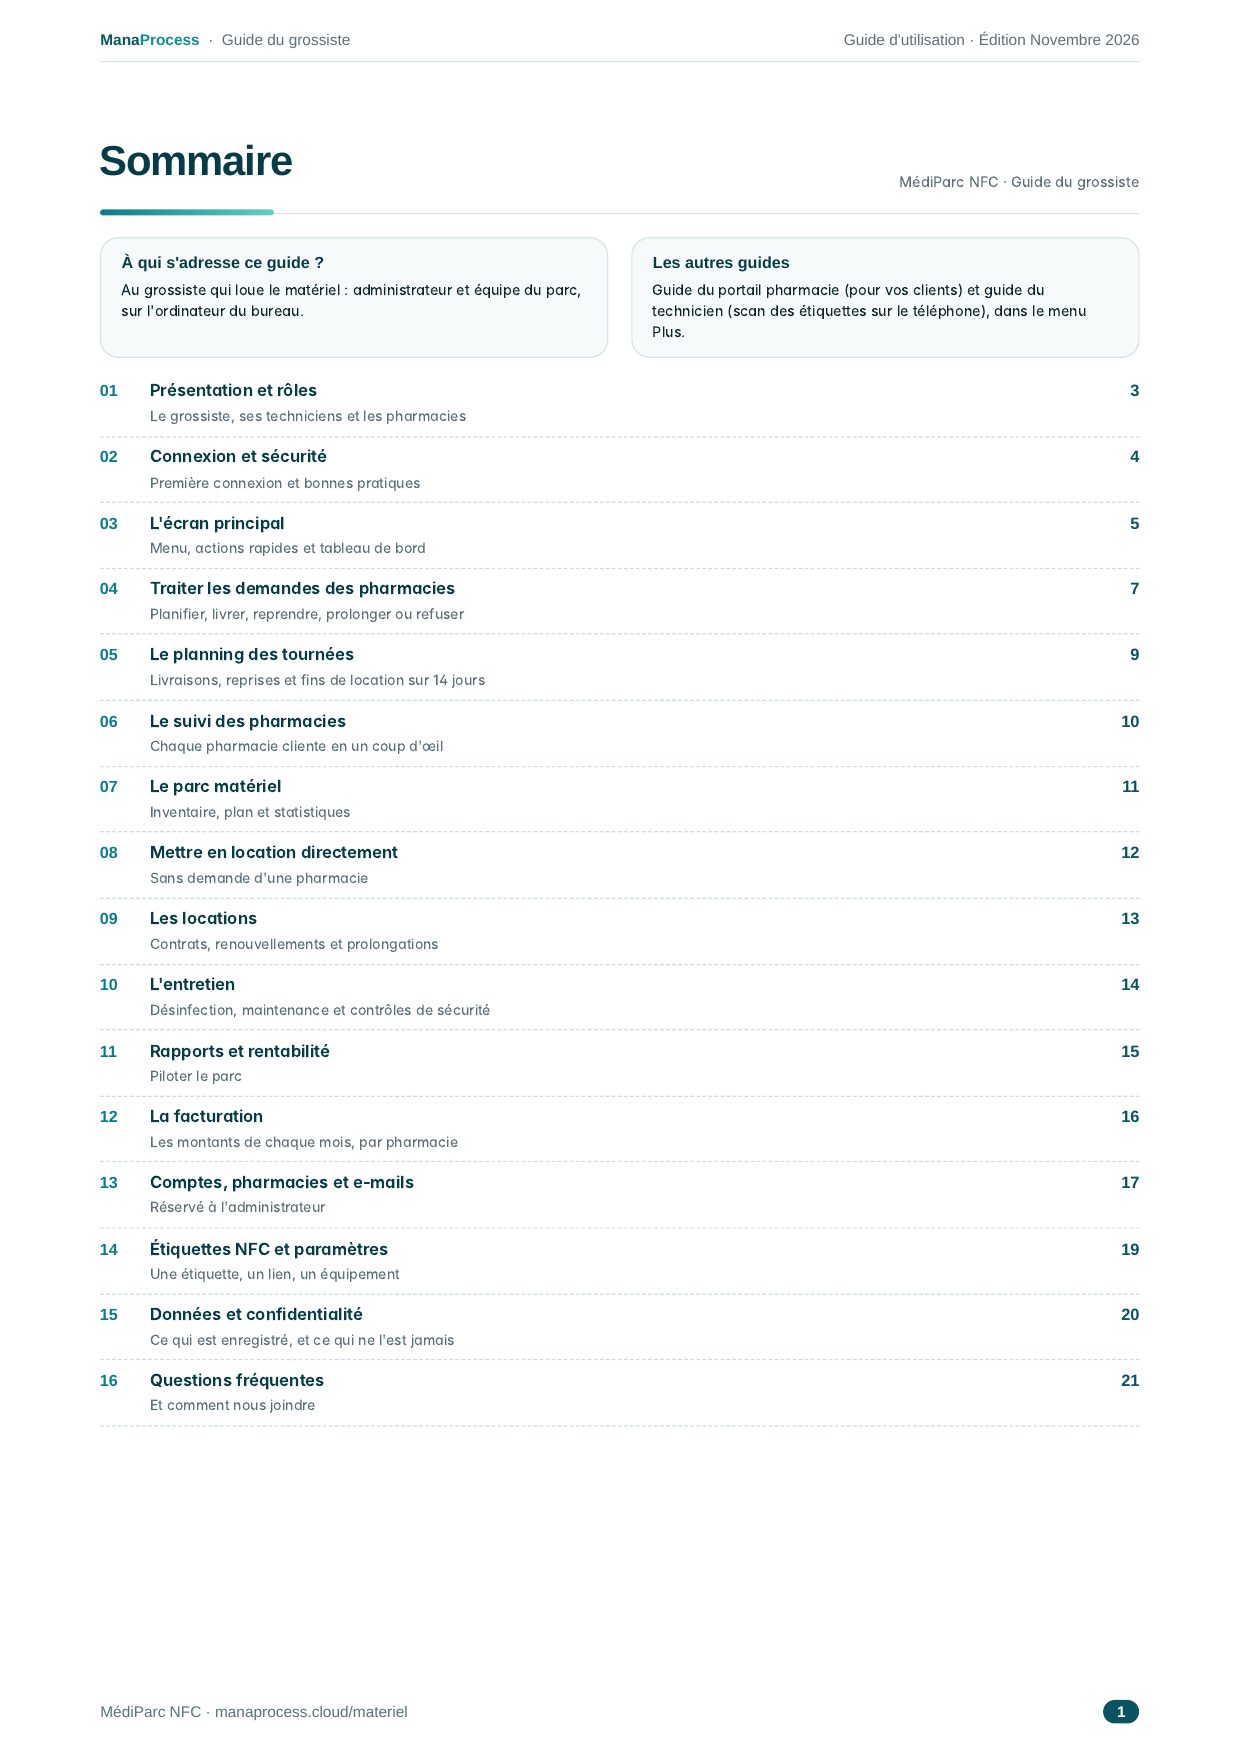 ManaProcess · Guide du grossiste
Guide d'utilisation · Édition Novembre 2026
Sommaire
MédiParc NFC · Guide du grossiste
À qui s'adresse ce guide ?
Au grossiste qui loue le matériel : administrateur et équipe du parc,
sur l'ordinateur du bureau.
Les autres guides
Guide du portail pharmacie (pour vos clients) et guide du
technicien (scan des étiquettes sur le téléphone), dans le menu
Plus.
01 Présentation et rôles 3
Le grossiste, ses techniciens et les pharmacies
02 Connexion et sécurité 4
Première connexion et bonnes pratiques
03 L'écran principal 5
Menu, actions rapides et tableau de bord
04 Traiter les demandes des pharmacies 7
Planifier, livrer, reprendre, prolonger ou refuser
05 Le planning des tournées 9
Livraisons, reprises et fins de location sur 14 jours
06 Le suivi des pharmacies 10
Chaque pharmacie cliente en un coup d'œil
07 Le parc matériel 11
Inventaire, plan et statistiques
08 Mettre en location directement 12
Sans demande d'une pharmacie
09 Les locations 13
Contrats, renouvellements et prolongations
10 L'entretien 14
Désinfection, maintenance et contrôles de sécurité
11 Rapports et rentabilité 15
Piloter le parc
12 La facturation 16
Les montants de chaque mois, par pharmacie
13 Comptes, pharmacies et e-mails 17
Réservé à l'administrateur
14 Étiquettes NFC et paramètres 19
Une étiquette, un lien, un équipement
15 Données et confidentialité 20
Ce qui est enregistré, et ce qui ne l'est jamais
16 Questions fréquentes 21
Et comment nous joindre
MédiParc NFC · manaprocess.cloud/materiel
1